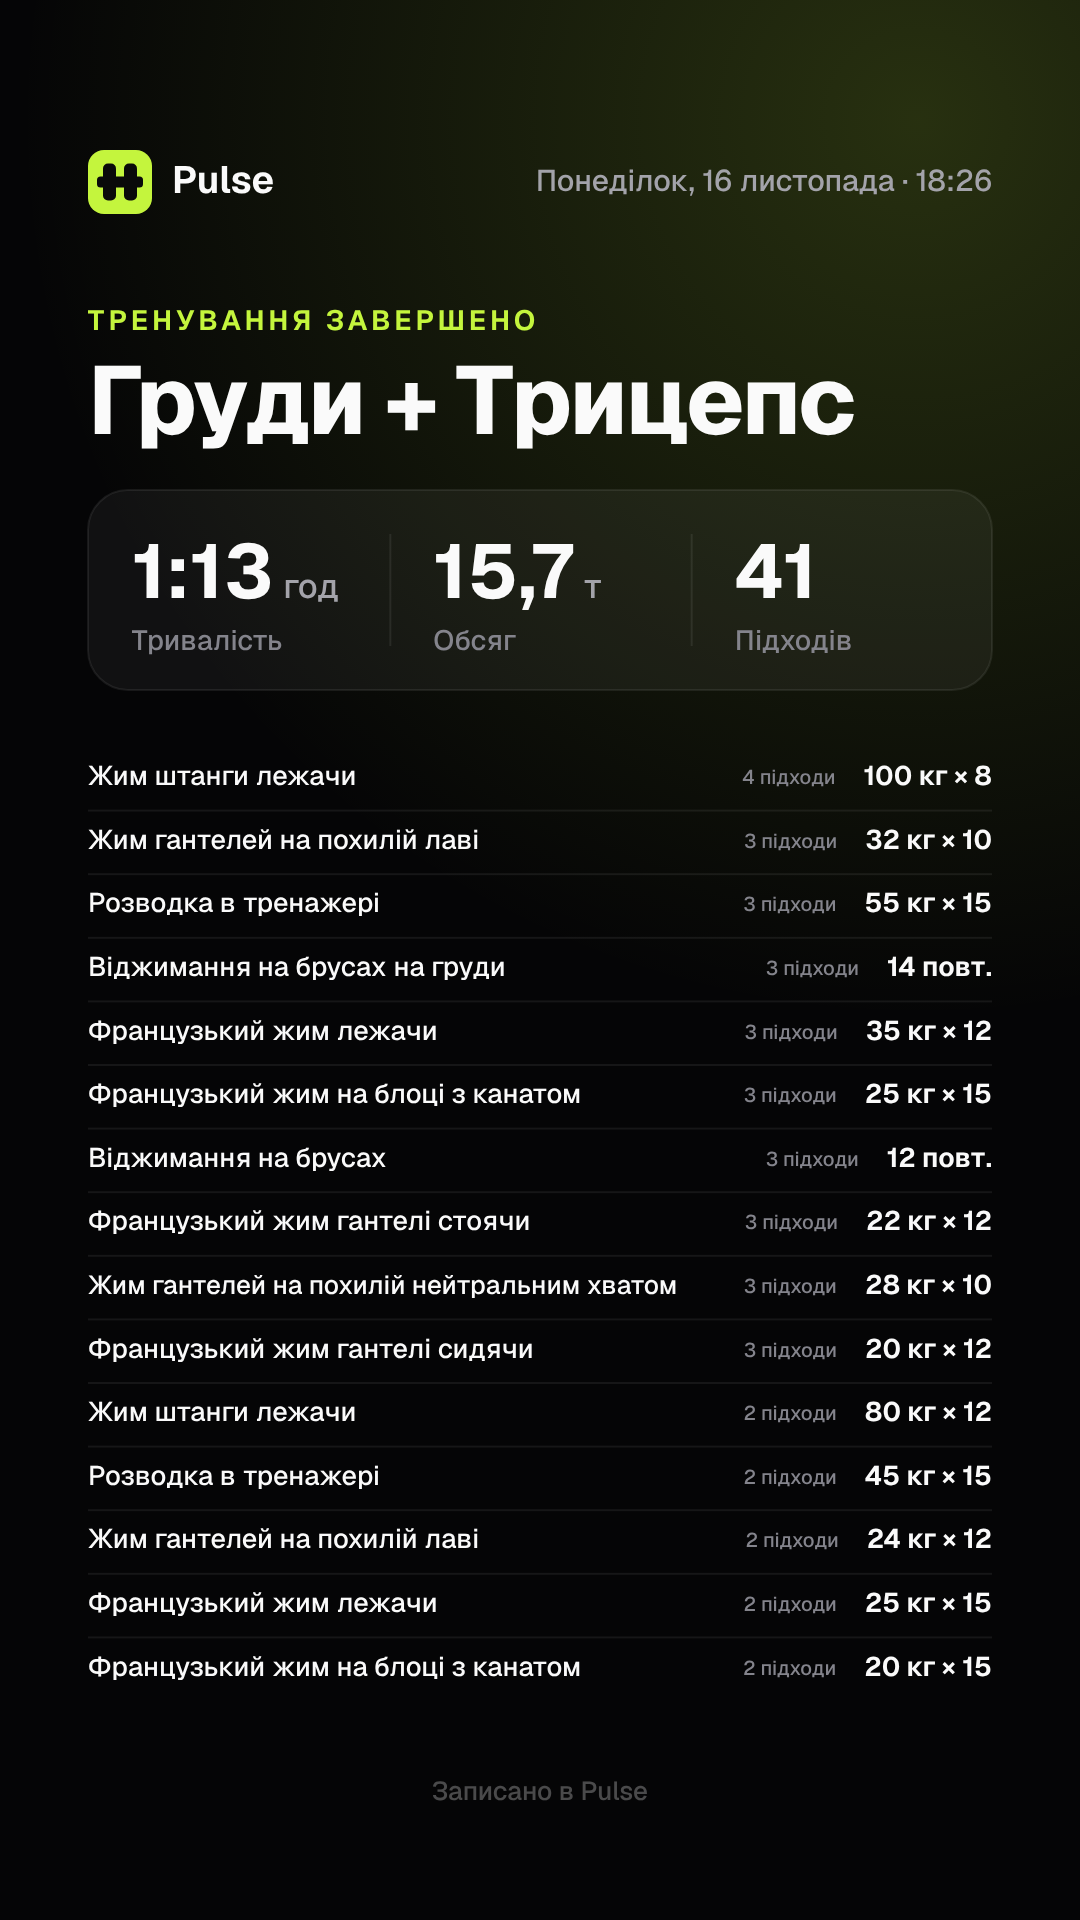 Pulse
Понеділок, 16 листопада · 18:26
ТРЕНУВАННЯ ЗАВЕРШЕНО
Груди + Трицепс
1:13 год 15,7 т 41
Тривалість Обсяг Підходів
Жим штанги лежачи 4 підходи 100 кг × 8
Жим гантелей на похилій лаві 3 підходи 32 кг × 10
Розводка в тренажері 3 підходи 55 кг × 15
Віджимання на брусах на груди 3 підходи 14 повт.
Французький жим лежачи 3 підходи 35 кг × 12
Французький жим на блоці з канатом 3 підходи 25 кг × 15
Віджимання на брусах 3 підходи 12 повт.
Французький жим гантелі стоячи 3 підходи 22 кг × 12
Жим гантелей на похилій нейтральним хватом 3 підходи 28 кг × 10
Французький жим гантелі сидячи 3 підходи 20 кг × 12
Жим штанги лежачи 2 підходи 80 кг × 12
Розводка в тренажері 2 підходи 45 кг × 15
Жим гантелей на похилій лаві 2 підходи 24 кг × 12
Французький жим лежачи 2 підходи 25 кг × 15
Французький жим на блоці з канатом 2 підходи 20 кг × 15
Записано в Pulse